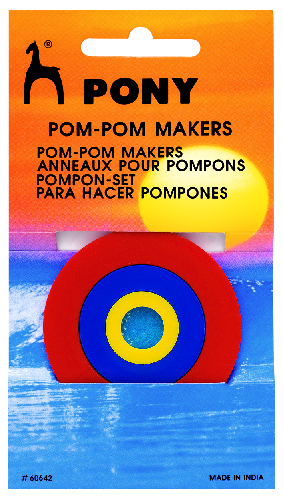 ®
PONY
POM-POM MAKERS
POM-POM MAKERS
ANNEAUX POUR POMPONS
POMPON-SET
PARA HACER POMPONES
# 60642
MADE IN INDIA